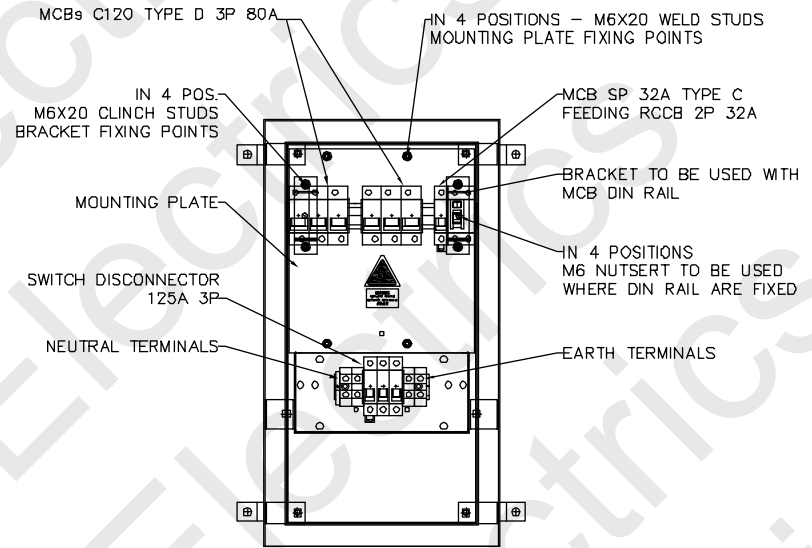 MCBs C120 TYPE D 3P 80A
IN 4 POSITIONS – M6X20 WELD STUDS
MOUNTING PLATE FIXING POINTS
IN 4 POS.
M6X20 CLINCH STUDS
BRACKET FIXING POINTS
MCB SP 32A TYPE C
FEEDING RCCB 2P 32A
BRACKET TO BE USED WITH
MCB DIN RAIL
MOUNTING PLATE
IN 4 POSITIONS
M6 NUTSERT TO BE USED
WHERE DIN RAIL ARE FIXED
SWITCH DISCONNECTOR
125A 3P
NEUTRAL TERMINALS
EARTH TERMINALS
Electrics
Electrics